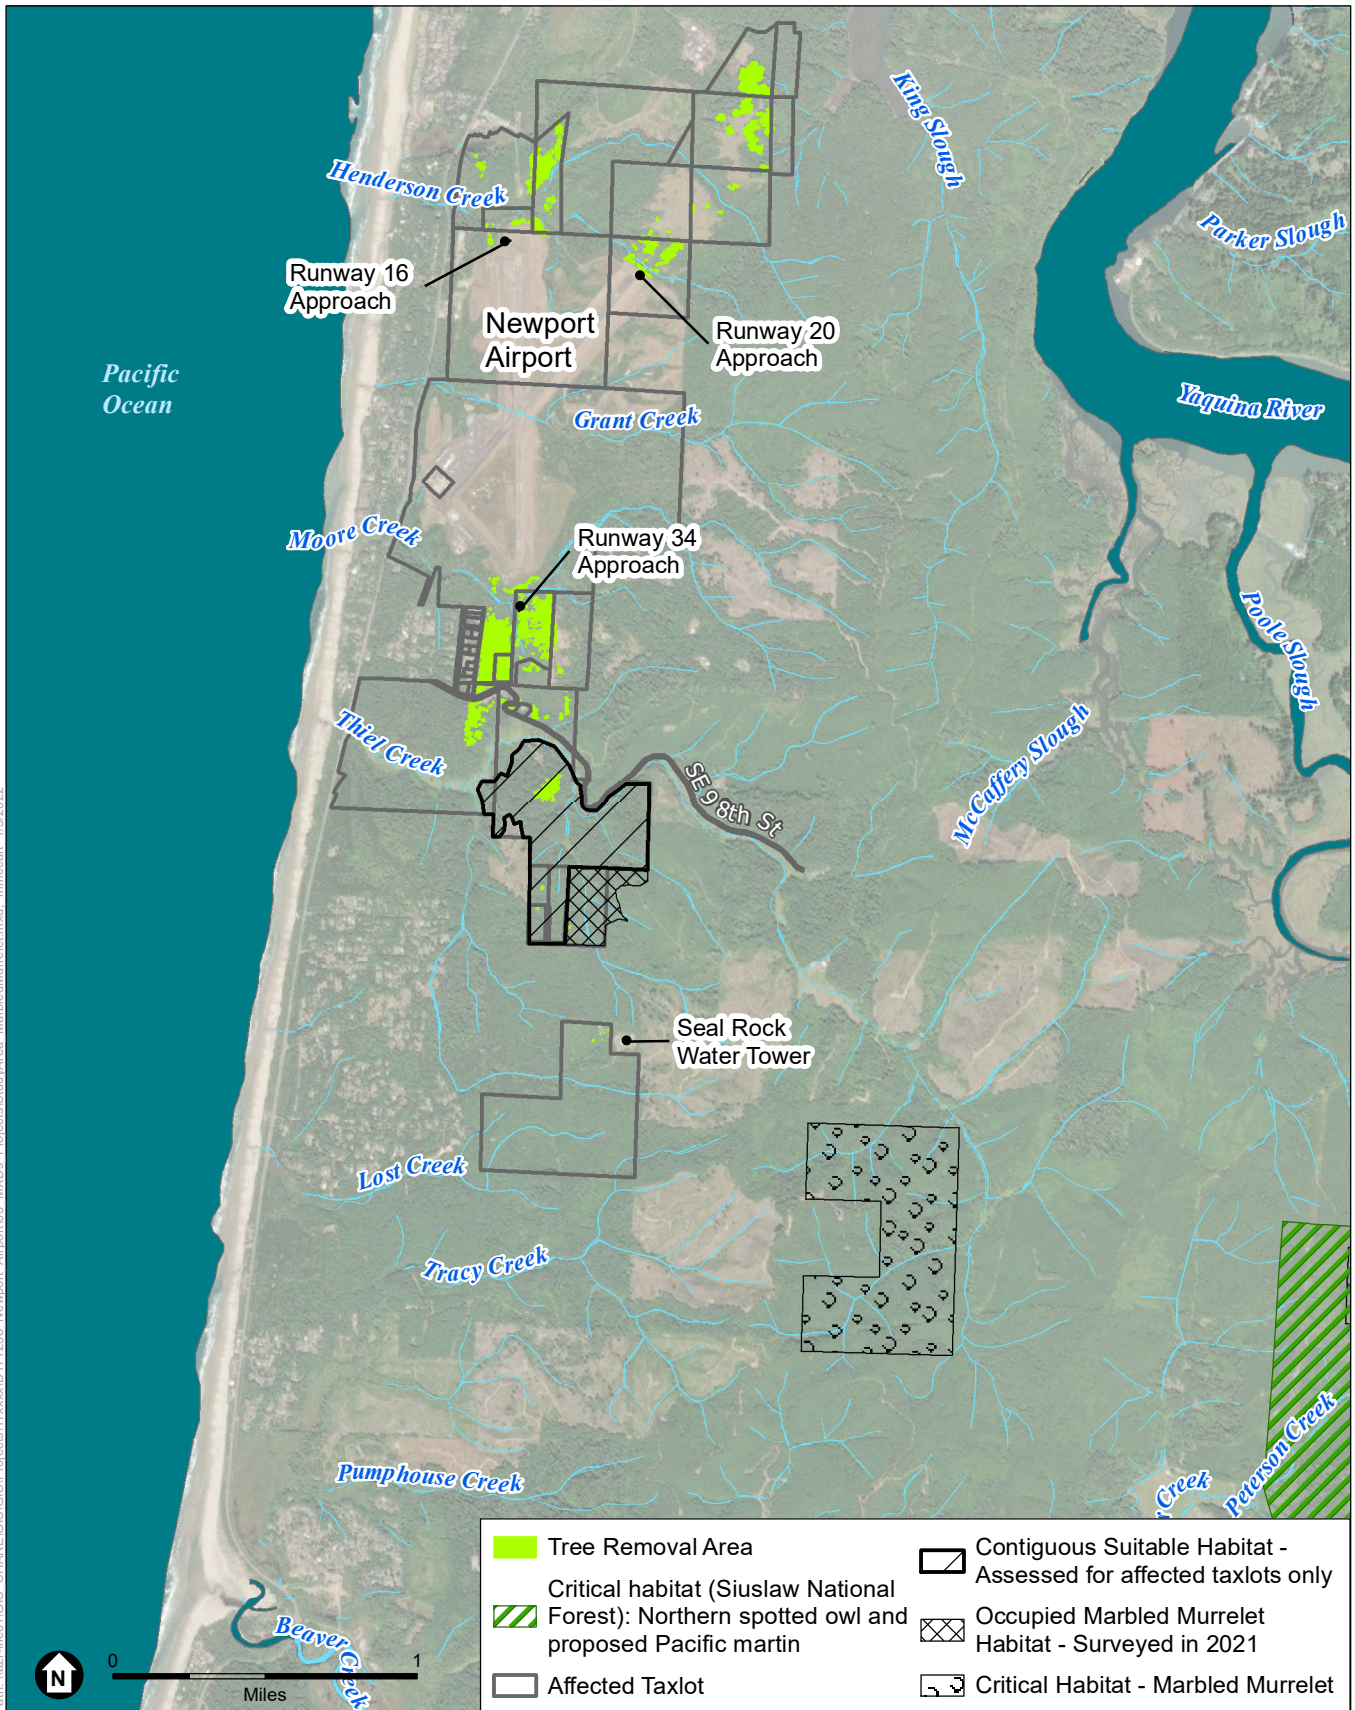 King Slough
Henderson Creek
Parker Slough
Runway 16
Approach
Newport
Airport
Runway 20
Approach
Pacific
Ocean
Yaquina River
Grant Creek
Moore Creek
Runway 34
Approach
Poole Slough
Thiel Creek
SE 98th St
McCaffery Slough
Seal Rock
Water Tower
Lost Creek
Tracy Creek
Pumphouse Creek
Creek
Peterson Creek
Beaver
Creek
N
0 1
Miles
Tree Removal Area
Critical habitat (Siuslaw National
Forest): Northern spotted owl and
proposed Pacific martin
Affected Taxlot
Contiguous Suitable Habitat -
Assessed for affected taxlots only
Occupied Marbled Murrelet
Habitat - Surveyed in 2021
Critical Habitat - Marbled Murrelet